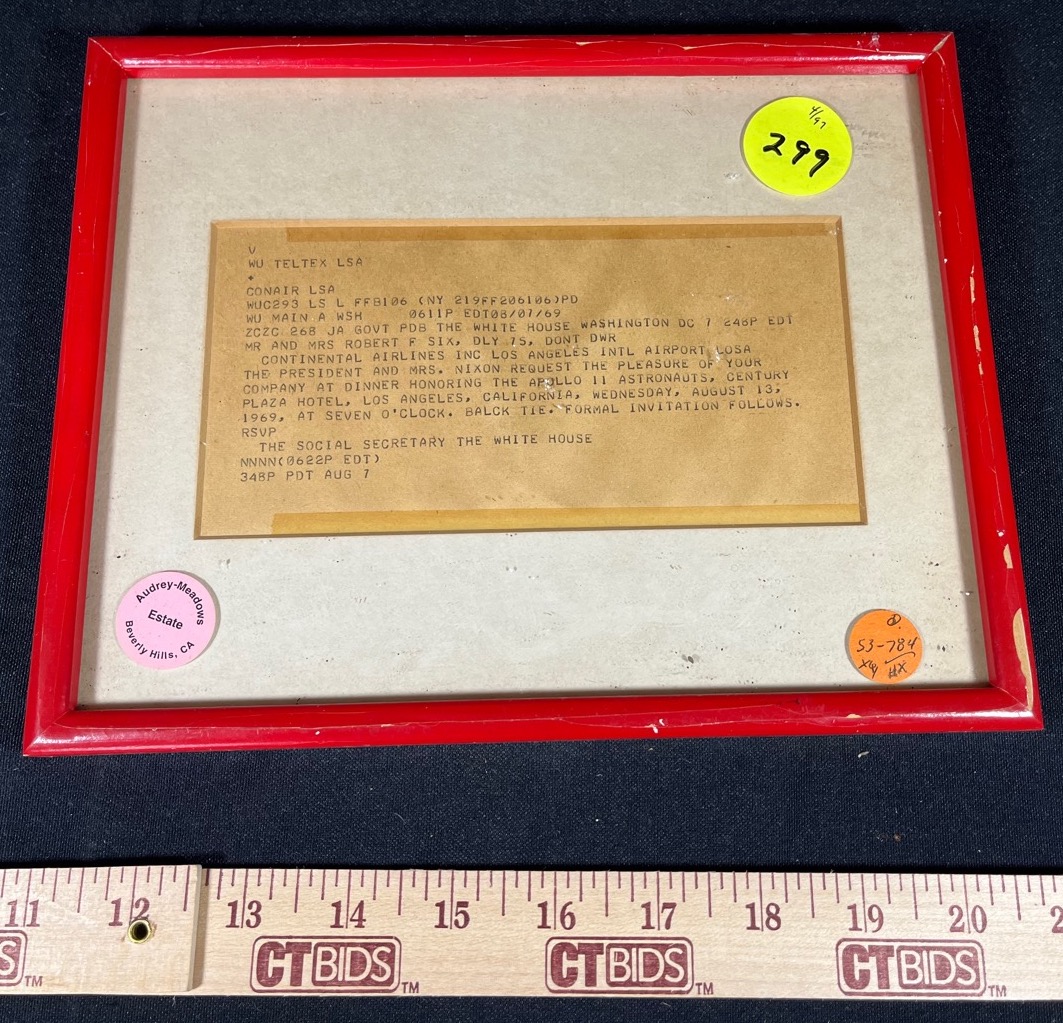 4/97
299
V
WU TELTEX LSA
+
CONAIR LSA
WUC293 LS L FFB106 (NY 219FF206106)PD
WU MAIN A WSH 0611P EDT08/07/69
ZCZC 268 JA GOVT PDB THE WHITE HOUSE WASHINGTON DC 7 248P EDT
MR AND MRS ROBERT F SIX, DLY 75, DONT DWR
CONTINENTAL AIRLINES INC LOS ANGELES INTL AIRPORT LOSA
THE PRESIDENT AND MRS. NIXON REQUEST THE PLEASURE OF YOUR
COMPANY AT DINNER HONORING THE APOLLO 11 ASTRONAUTS, CENTURY
PLAZA HOTEL, LOS ANGELES, CALIFORNIA, WEDNESDAY, AUGUST 13,
1969, AT SEVEN O'CLOCK. BALCK TIE. FORMAL INVITATION FOLLOWS.
RSVP
THE SOCIAL SECRETARY THE WHITE HOUSE
NNNN(0622P EDT)
348P PDT AUG 7
Audrey-Meadows
Estate
Beverly Hills, CA
53-784
11 12 13 14 15 16 17 18 19 20 2
S™ CTBIDS™ CTBIDS™ CTBIDS™